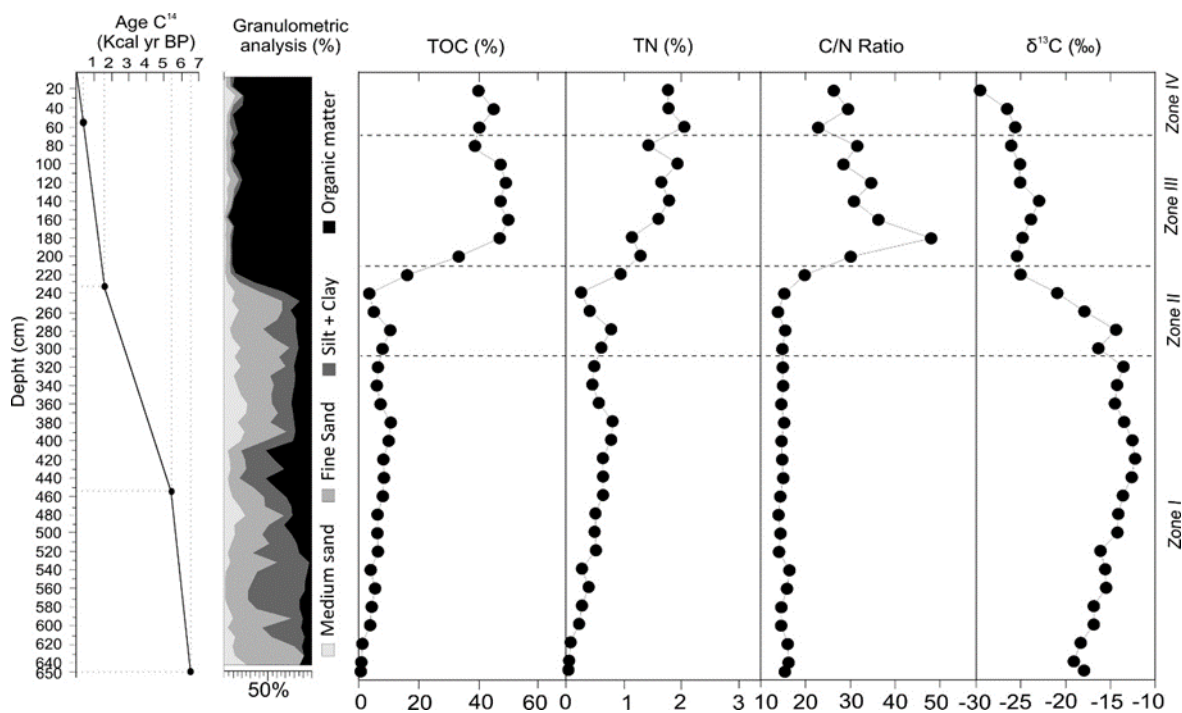 Age C¹⁴
(Kcal yr BP)
1 2 3 4 5 6 7
Granulometric
analysis (%)
TOC (%)
TN (%)
C/N Ratio
δ¹³C (‰)
Depht (cm)
20
40
60
80
100
120
140
160
180
200
220
240
260
280
300
320
340
360
380
400
420
440
460
480
500
520
540
560
580
600
620
640
650
50%
Medium sand
Fine Sand
Silt + Clay
Organic matter
0 20 40 60
0 1 2 3
10 20 30 40 50
-30 -25 -20 -15 -10
Zone IV
Zone III
Zone II
Zone I